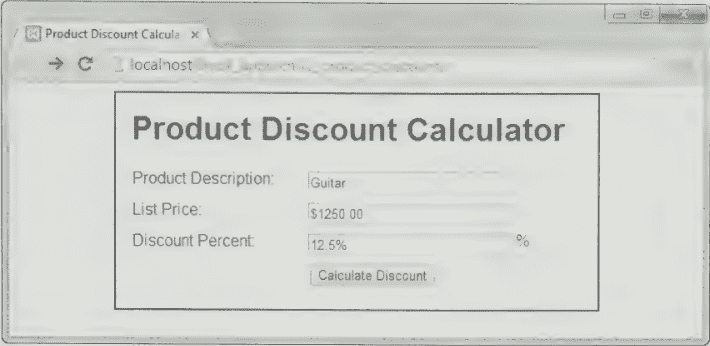 Product Discount Calcula
localhost
Product Discount Calculator
Product Description: Guitar
List Price: $1250.00
Discount Percent: 12.5% %
Calculate Discount